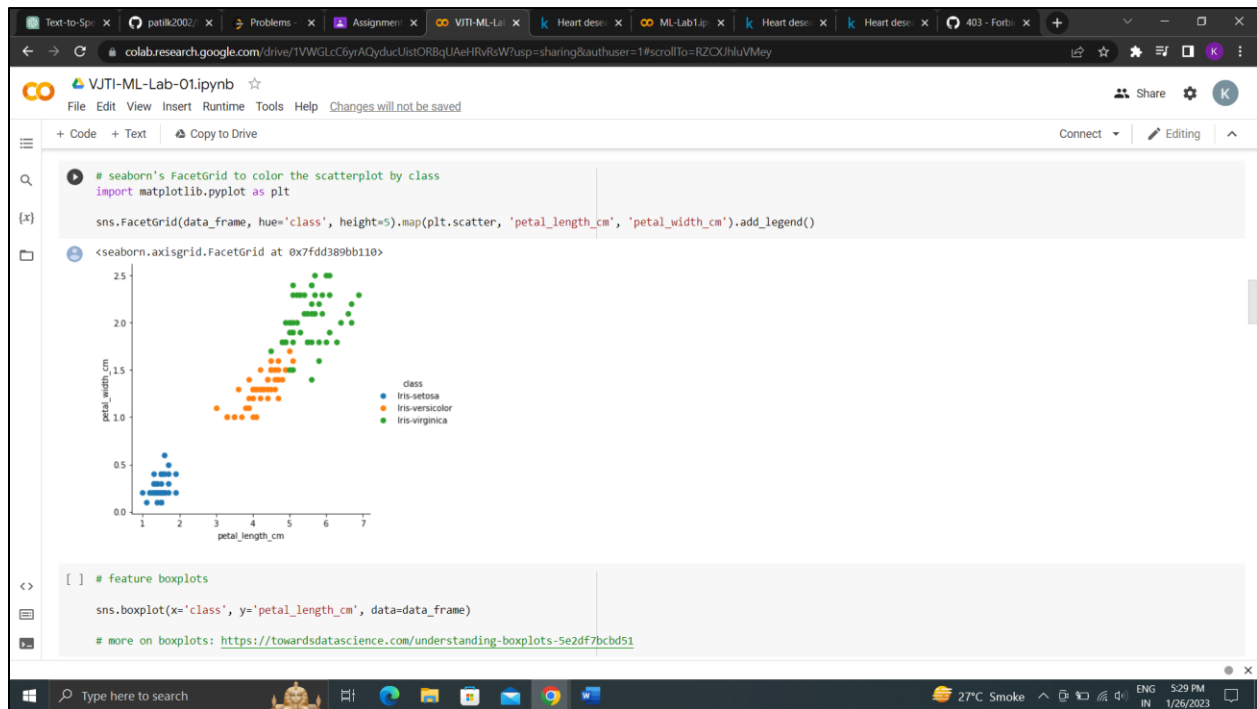 Text-to-Spe
patilk2002/
Problems -
Assignment
VJTI-ML-Lal
Heart desea
ML-Lab1.ip
Heart desea
Heart desea
403 - Forbi
colab.research.google.com/drive/1VWGLcC6yrAQyducUistORBqUAeHRvRsW?usp=sharing&authuser=1#scrollTo=RZCXJhluVMey
K
VJTI-ML-Lab-01.ipynb
File Edit View Insert Runtime Tools Help Changes will not be saved
Share
K
+ Code + Text Copy to Drive
Connect
Editing
{x}
# seaborn's FacetGrid to color the scatterplot by class
import matplotlib.pyplot as plt
sns.FacetGrid(data_frame, hue='class', height=5).map(plt.scatter, 'petal_length_cm', 'petal_width_cm').add_legend()
<seaborn.axisgrid.FacetGrid at 0x7fdd389bb110>
2.5
2.0
1.5
1.0
0.5
0.0
petal_width_cm
1 2 3 4 5 6 7
petal_length_cm
class
Iris-setosa
Iris-versicolor
Iris-virginica
[ ] # feature boxplots
sns.boxplot(x='class', y='petal_length_cm', data=data_frame)
# more on boxplots: https://towardsdatascience.com/understanding-boxplots-5e2df7bcbd51
Type here to search
27°C Smoke
ENG
IN
5:29 PM
1/26/2023